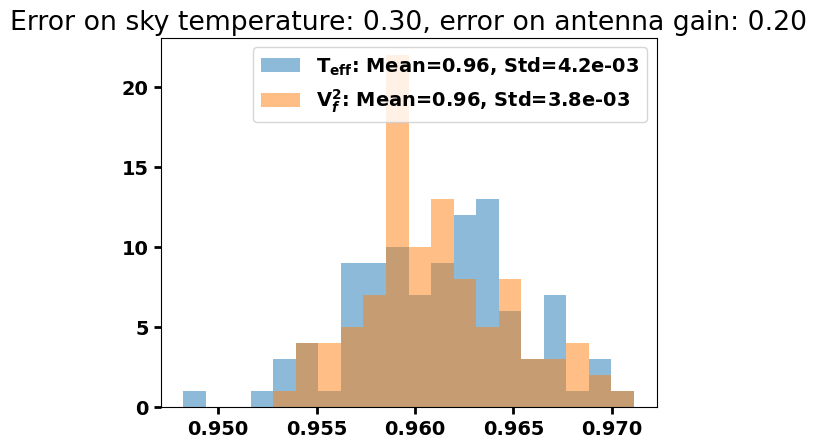 Error on sky temperature: 0.30, error on antenna gain: 0.20
T_eff: Mean=0.96, Std=4.2e-03
V_f^2: Mean=0.96, Std=3.8e-03
20
15
10
5
0
0.950 0.955 0.960 0.965 0.970